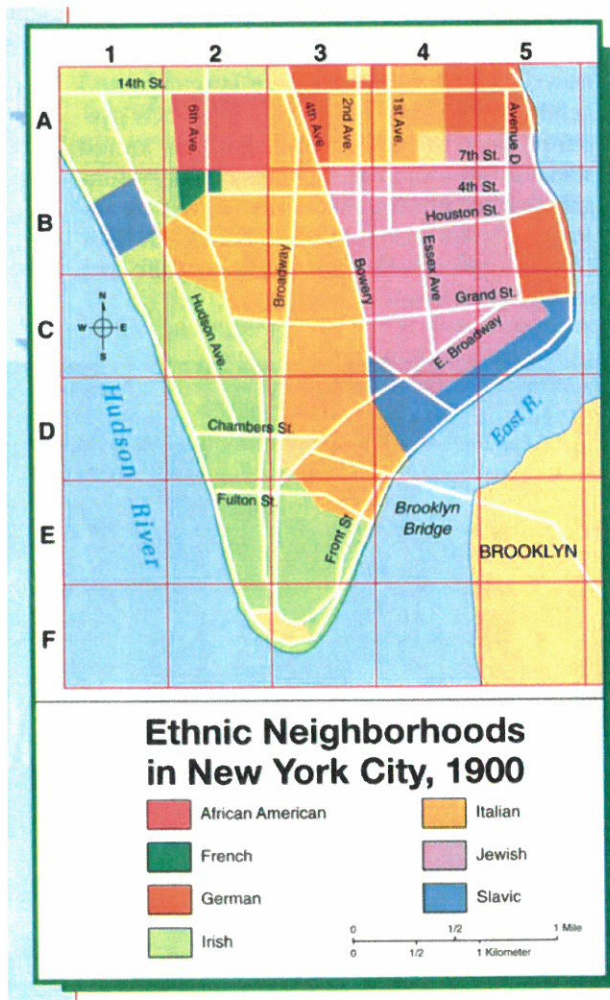 1 2 3 4 5
A
B
C
D
E
F
14th St.
6th Ave.
4th Ave.
2nd Ave.
1st Ave.
Avenue D
7th St.
4th St.
Houston St.
Broadway
Bowery
Essex Ave
Grand St.
N
W E
S
Hudson Ave.
E. Broadway
Chambers St.
Hudson
River
East R.
Fulton St.
Front St
Brooklyn
Bridge
BROOKLYN
Ethnic Neighborhoods
in New York City, 1900
African American
French
German
Irish
Italian
Jewish
Slavic
0 1/2 1 Mile
0 1/2 1 Kilometer